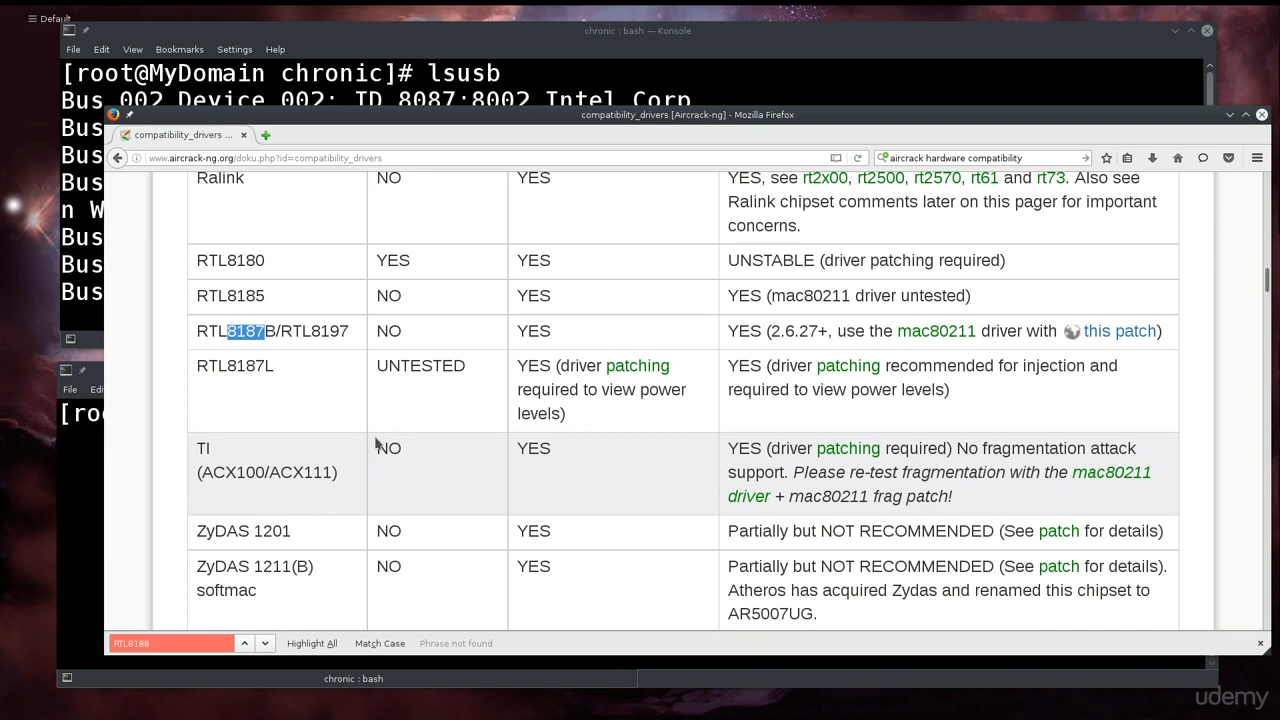 Default
chronic : bash — Konsole
File Edit View Bookmarks Settings Help
[root@MyDomain chronic]# lsusb
Bus 002 Device 002: ID 8087:8002 Intel Corp.
compatibility_drivers [Aircrack-ng] - Mozilla Firefox
Bus
compatibility_drivers ...
Bus
www.aircrack-ng.org/doku.php?id=compatibility_drivers
aircrack hardware compatibility
Bus
n W
Bus
Bus
Bus
Ralink NO YES YES, see rt2x00, rt2500, rt2570, rt61 and rt73. Also see
Ralink chipset comments later on this pager for important
concerns.
RTL8180 YES YES UNSTABLE (driver patching required)
RTL8185 NO YES YES (mac80211 driver untested)
RTL8187B/RTL8197 NO YES YES (2.6.27+, use the mac80211 driver with this patch)
RTL8187L UNTESTED YES (driver patching YES (driver patching recommended for injection and
required to view power required to view power levels)
levels)
File Edi
[roo
TI NO YES YES (driver patching required) No fragmentation attack
(ACX100/ACX111) support. Please re-test fragmentation with the mac80211
driver + mac80211 frag patch!
ZyDAS 1201 NO YES Partially but NOT RECOMMENDED (See patch for details)
ZyDAS 1211(B) NO YES Partially but NOT RECOMMENDED (See patch for details).
softmac Atheros has acquired Zydas and renamed this chipset to
AR5007UG.
RTL8188 Highlight All Match Case Phrase not found
chronic : bash
udemy